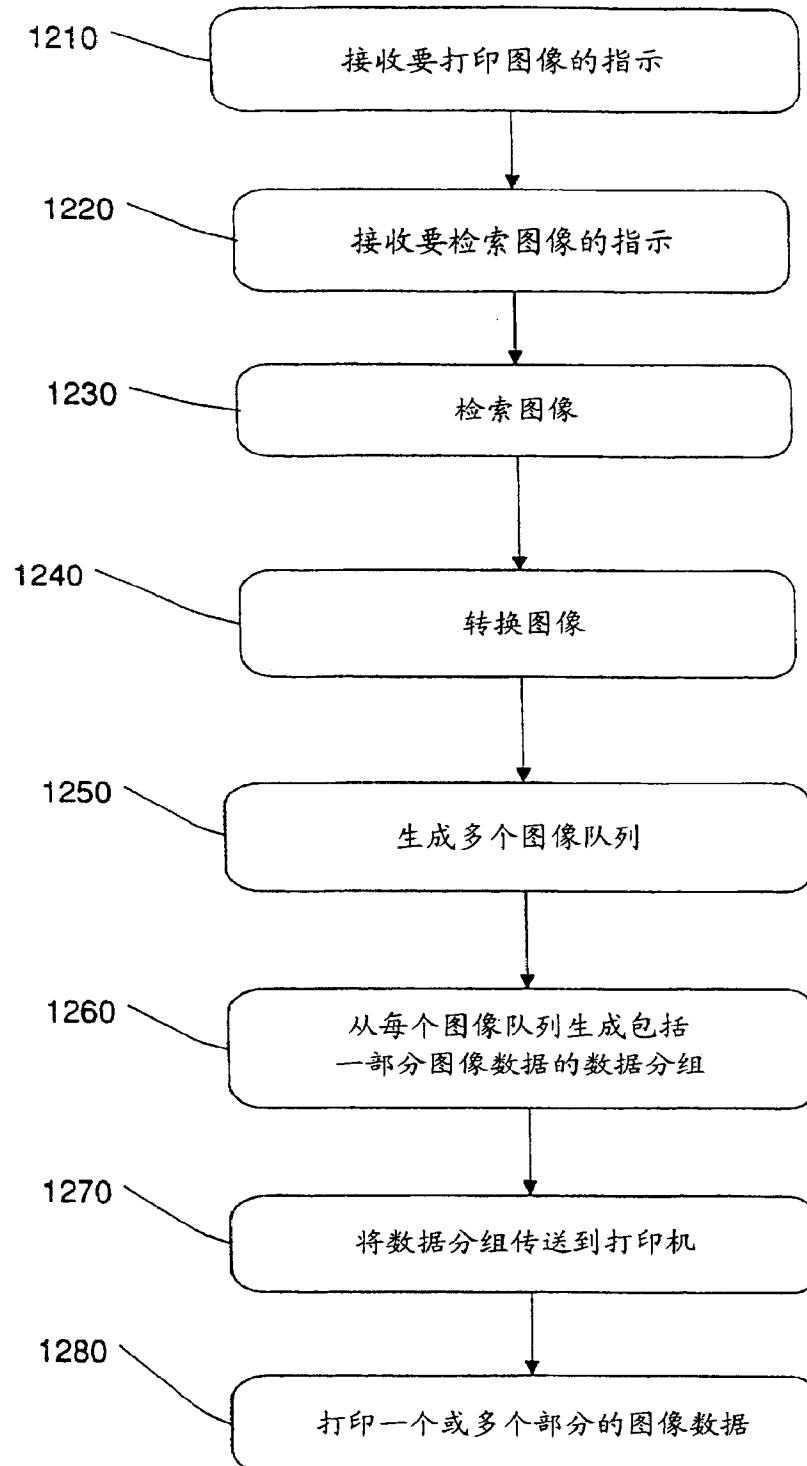 1210
接收要打印图像的指示
1220
接收要检索图像的指示
1230
检索图像
1240
转换图像
1250
生成多个图像队列
1260
从每个图像队列生成包括
一部分图像数据的数据分组
1270
将数据分组传送到打印机
1280
打印一个或多个部分的图像数据